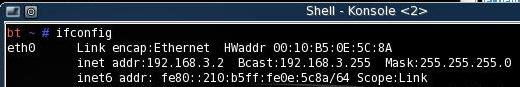 Shell - Konsole <2>
bt ~ # ifconfig
eth0 Link encap:Ethernet HWaddr 00:10:B5:0E:5C:8A
inet addr:192.168.3.2 Bcast:192.168.3.255 Mask:255.255.255.0
inet6 addr: fe80::210:b5ff:fe0e:5c8a/64 Scope:Link